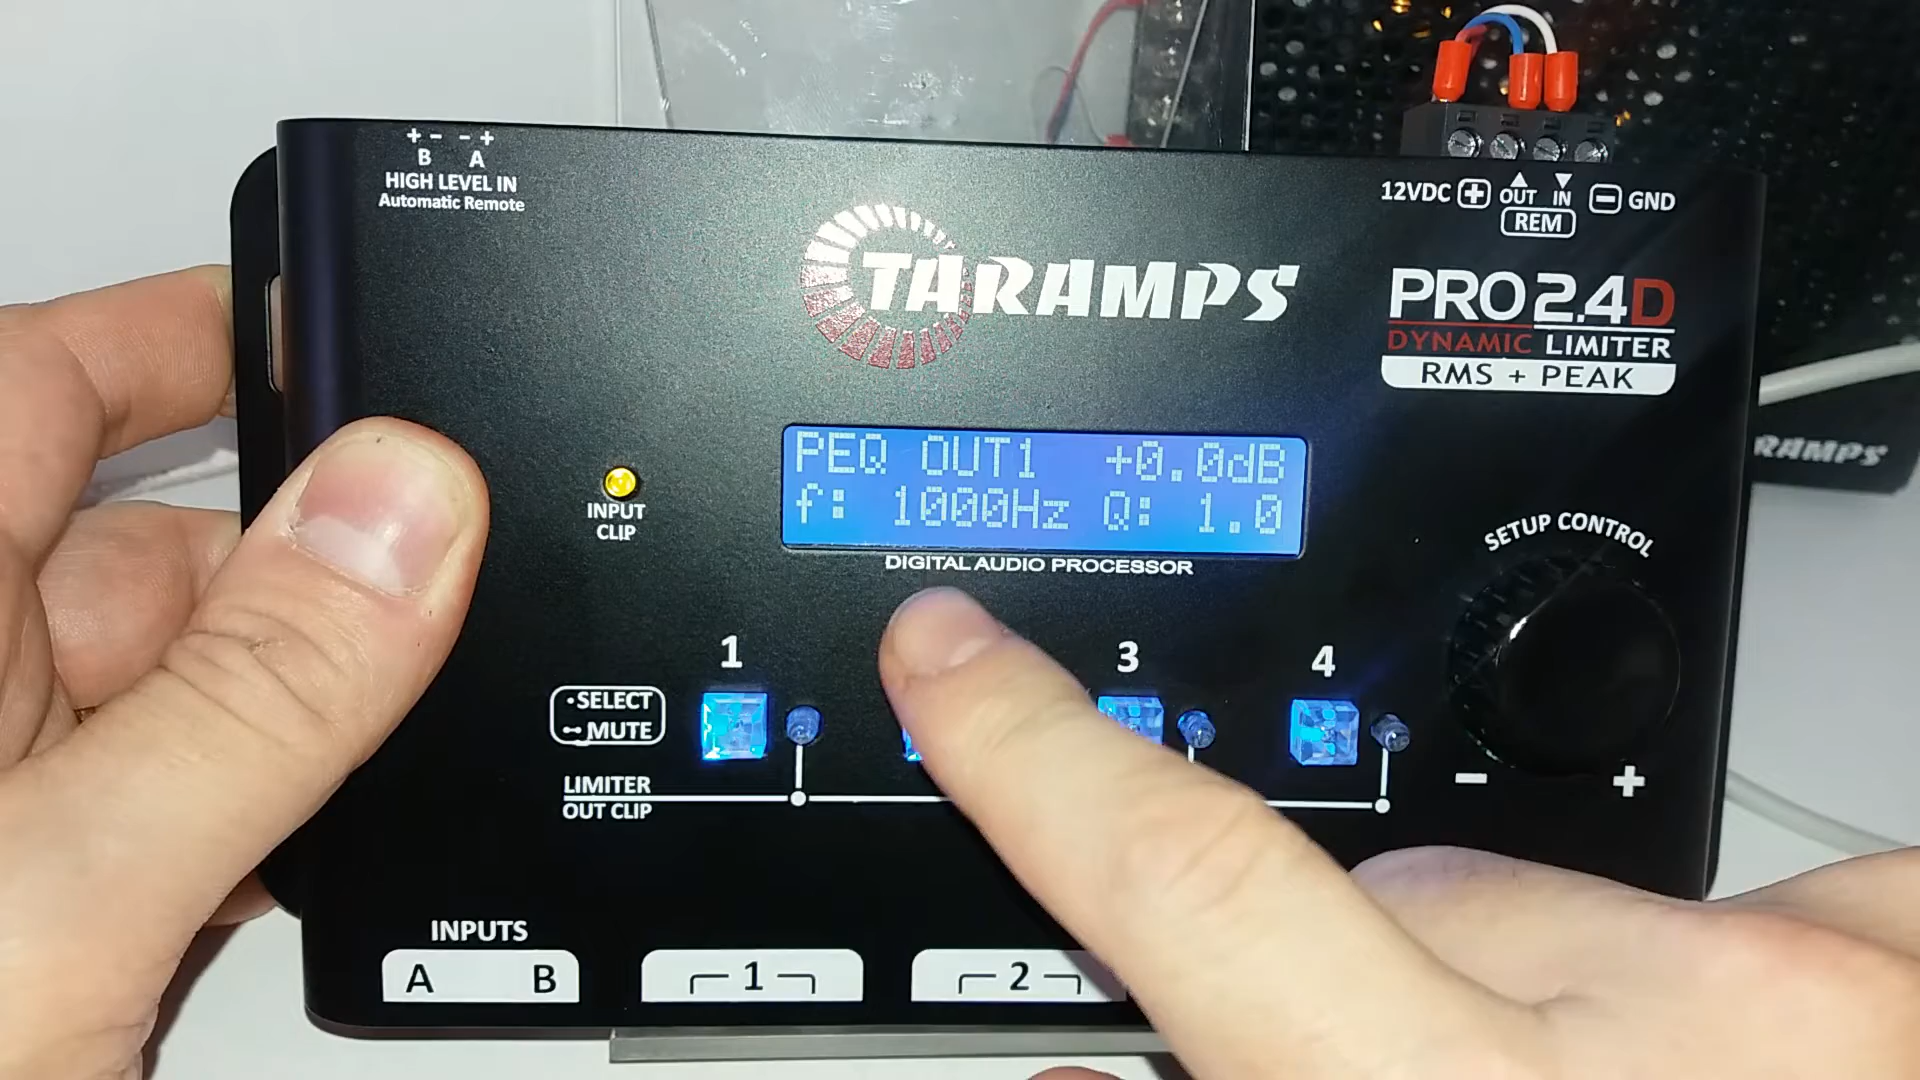 + - - +
B A
HIGH LEVEL IN
Automatic Remote
12VDC + OUT IN - GND
REM
TARAMPS
PRO 2.4D
DYNAMIC LIMITER
RMS + PEAK
RAMPS
PEQ OUT1 +0.0dB
f: 1000Hz Q: 1.0
DIGITAL AUDIO PROCESSOR
INPUT
CLIP
SETUP CONTROL
- +
1 3 4
SELECT
MUTE
LIMITER
OUT CLIP
INPUTS
A B
1 2